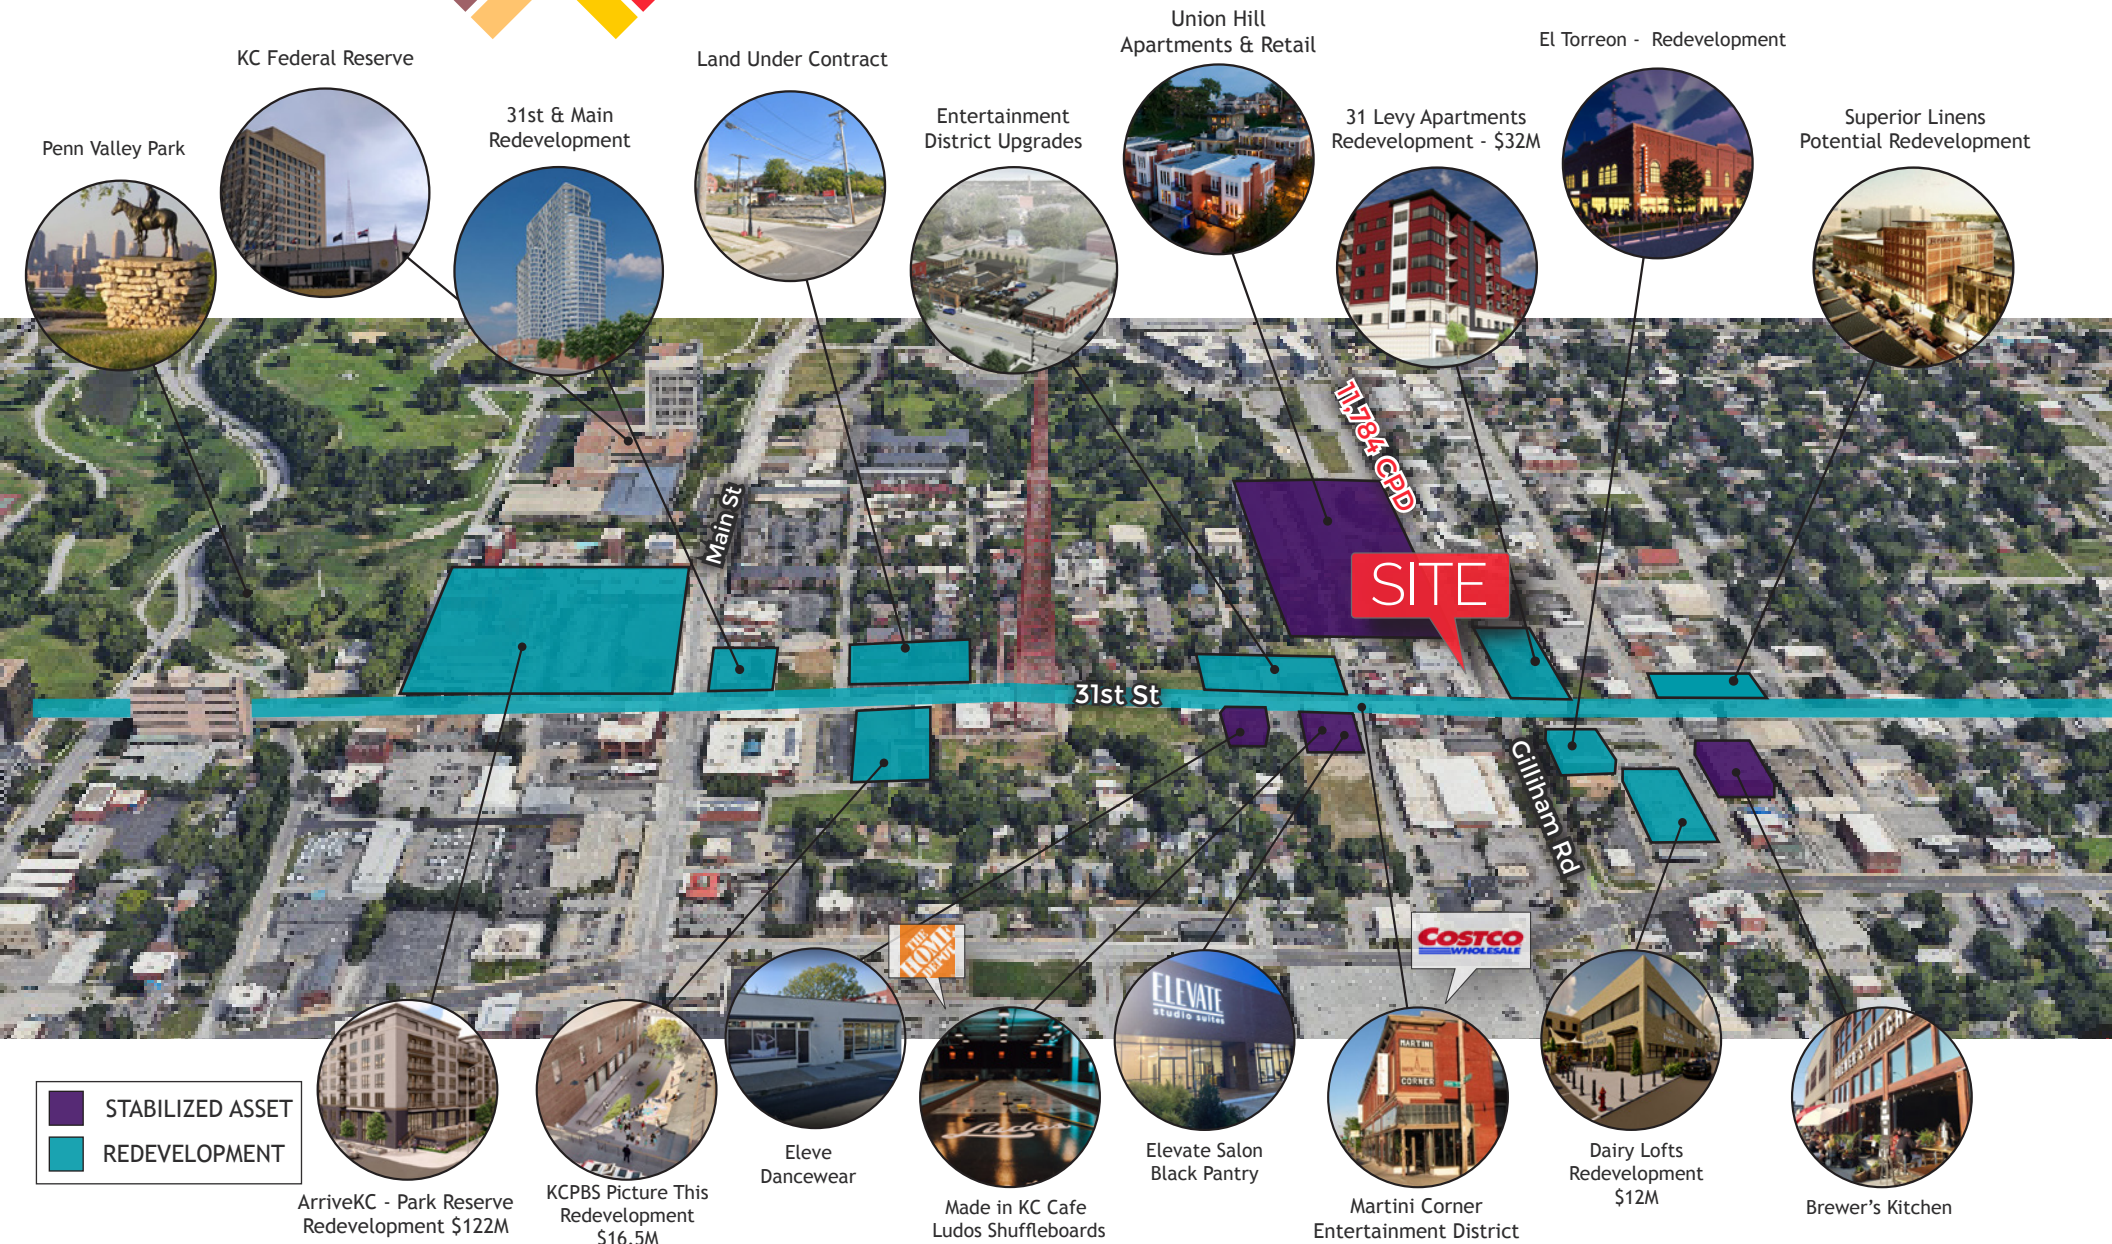 Union Hill
Apartments & Retail
El Torreon - Redevelopment
KC Federal Reserve
Land Under Contract
31st & Main
Redevelopment
Entertainment
District Upgrades
31 Levy Apartments
Redevelopment - $32M
Superior Linens
Potential Redevelopment
Penn Valley Park
11,784 CPD
Main St
SITE
31st St
Gillham Rd
THE
HOME
DEPOT
COSTCO
WHOLESALE
ELEVATE
studio suites
MARTINI
CORNER
BREWER'S KITCHEN
Ludos
STABILIZED ASSET
REDEVELOPMENT
ArriveKC - Park Reserve
Redevelopment $122M
KCPBS Picture This
Redevelopment
$16.5M
Eleve
Dancewear
Made in KC Cafe
Ludos Shuffleboards
Elevate Salon
Black Pantry
Martini Corner
Entertainment District
Dairy Lofts
Redevelopment
$12M
Brewer's Kitchen